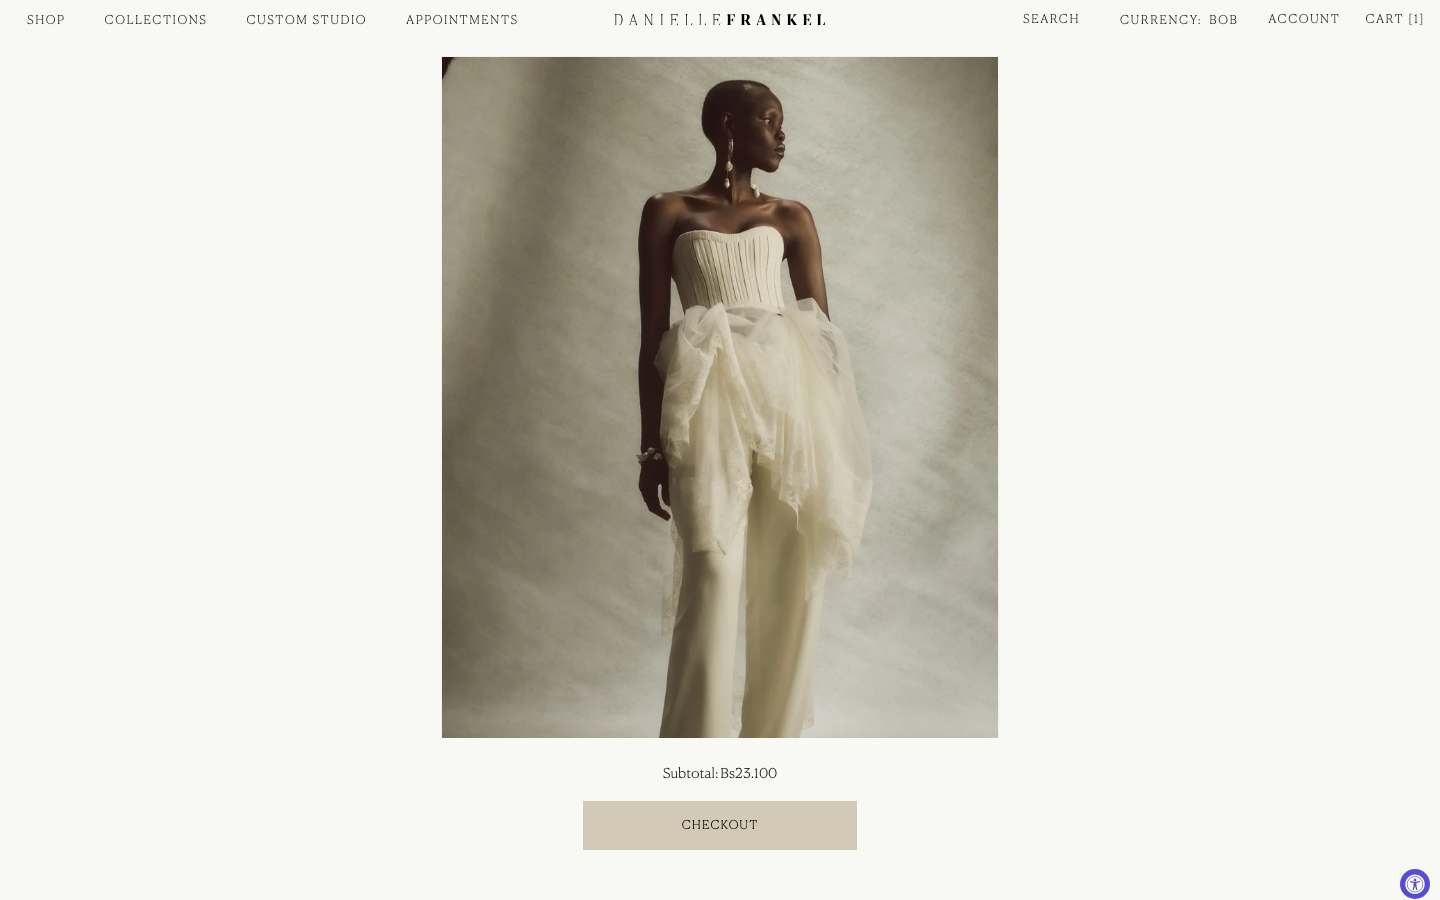 SHOP
COLLECTIONS
CUSTOM STUDIO
APPOINTMENTS
DANIELLE FRANKEL
SEARCH
CURRENCY: BOB
ACCOUNT
CART [1]
Subtotal: Bs23.100
CHECKOUT